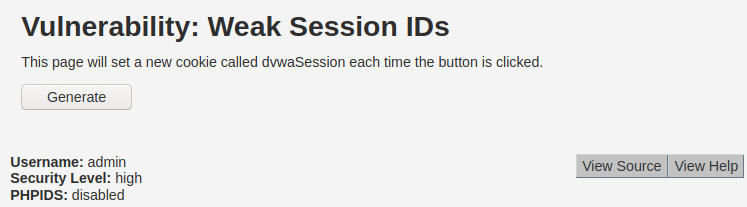 Vulnerability: Weak Session IDs
This page will set a new cookie called dvwaSession each time the button is clicked.
Generate
Username: admin
Security Level: high
PHPIDS: disabled
View Source View Help